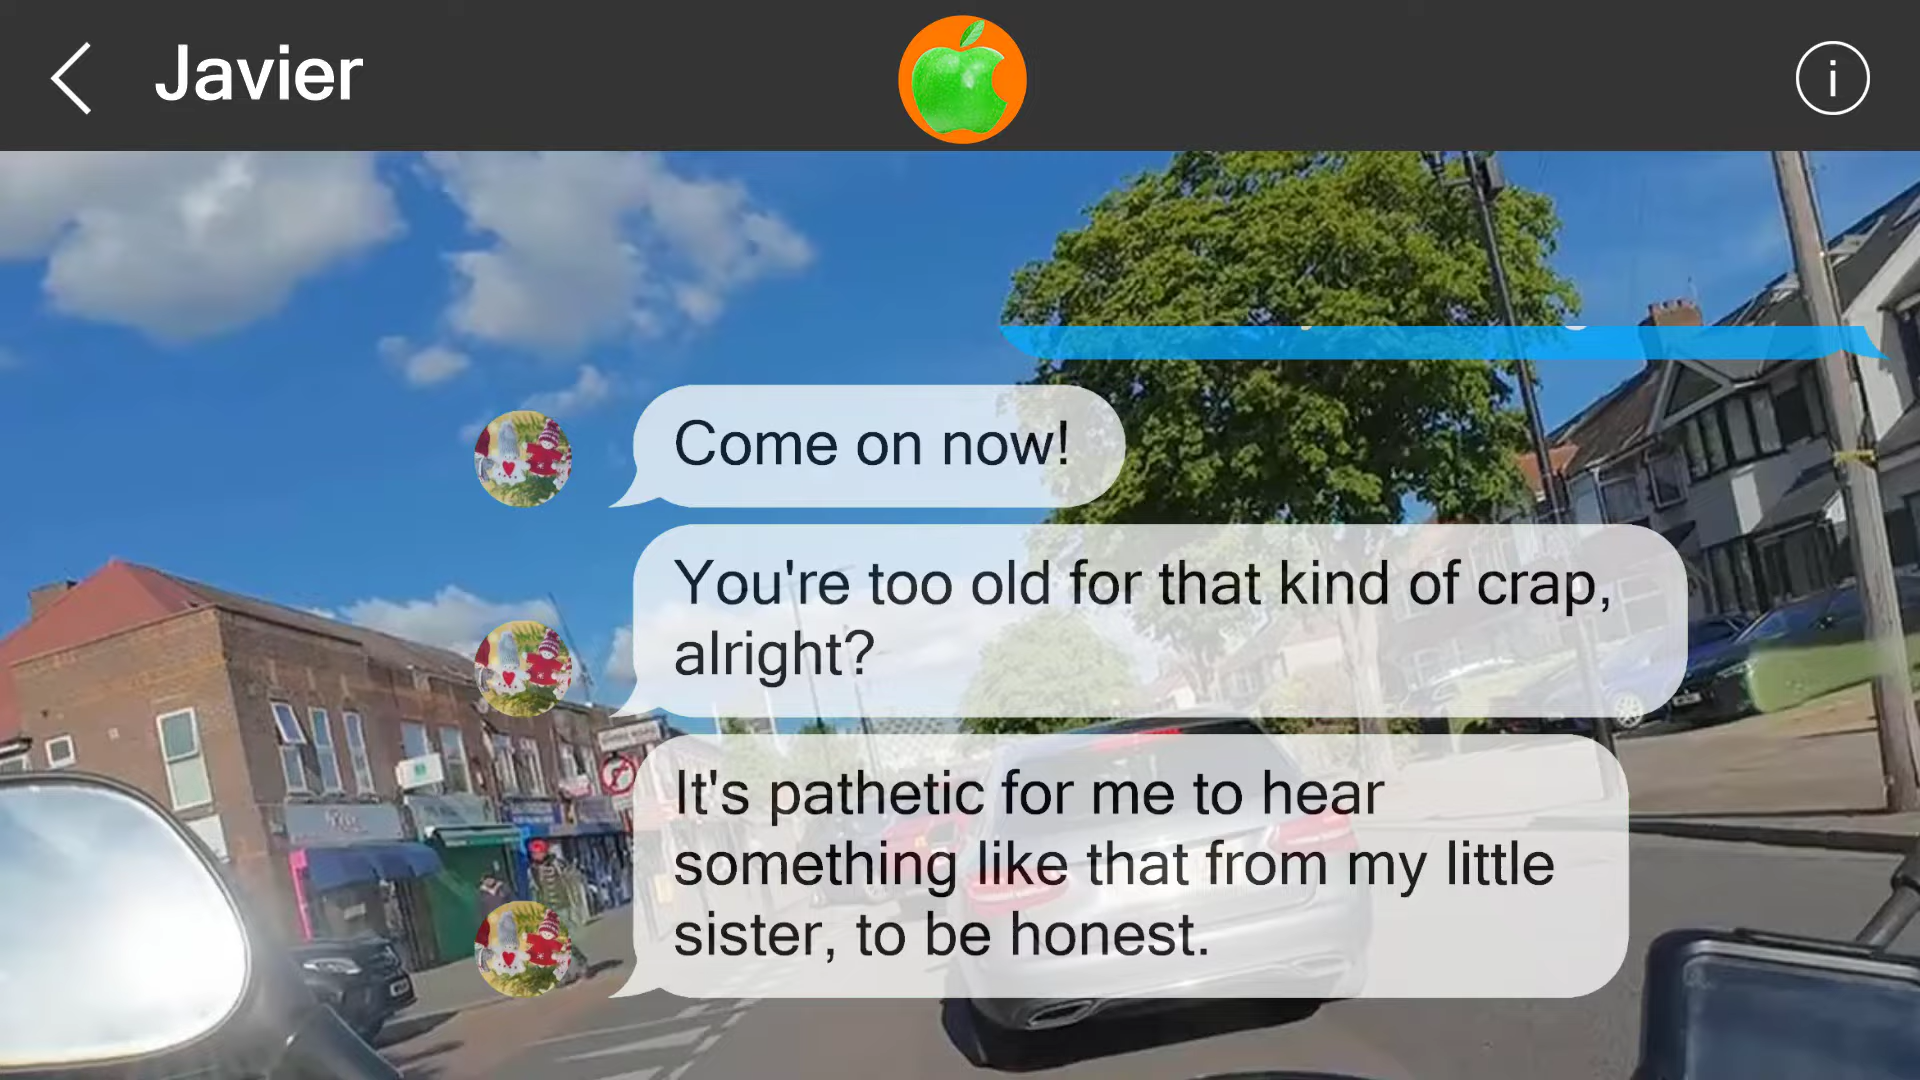 Javier
Come on now!
You're too old for that kind of crap,
alright?
It's pathetic for me to hear
something like that from my little
sister, to be honest.